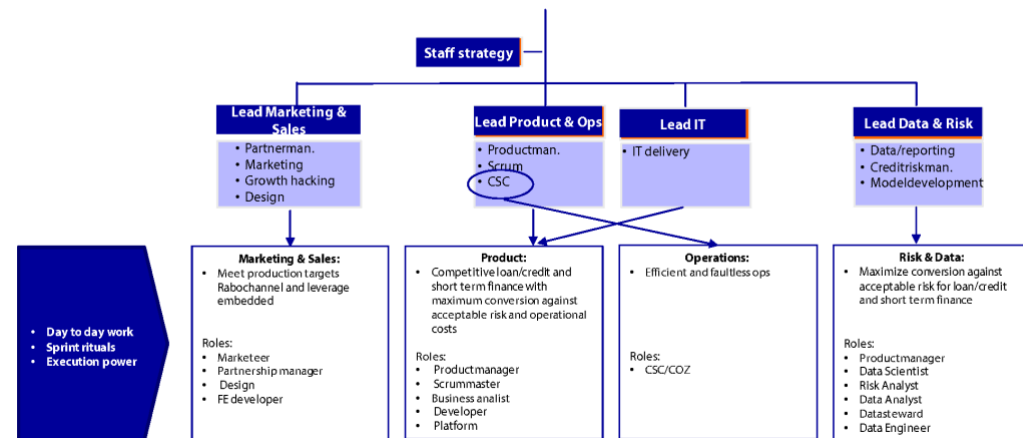 Staff strategy
Lead Marketing &
Sales
• Partnerman.
• Marketing
• Growth hacking
• Design
Lead Product & Ops
• Productman.
• Scrum
• CSC
Lead IT
• IT delivery
Lead Data & Risk
• Data/reporting
• Creditriskman.
• Modeldevelopment
• Day to day work
• Sprint rituals
• Execution power
Marketing & Sales:
• Meet production targets
Rabochannel and leverage
embedded
Roles:
• Marketeer
• Partnership manager
• Design
• FE developer
Product:
• Competitive loan/credit and
short term finance with
maximum conversion against
acceptable risk and operational
costs
Roles:
• Productmanager
• Scrummaster
• Business analist
• Developer
• Platform
Operations:
• Efficient and faultless ops
Roles:
• CSC/COZ
Risk & Data:
• Maximize conversion against
acceptable risk for loan/credit
and short term finance
Roles:
• Productmanager
• Data Scientist
• Risk Analyst
• Data Analyst
• Datasteward
• Data Engineer